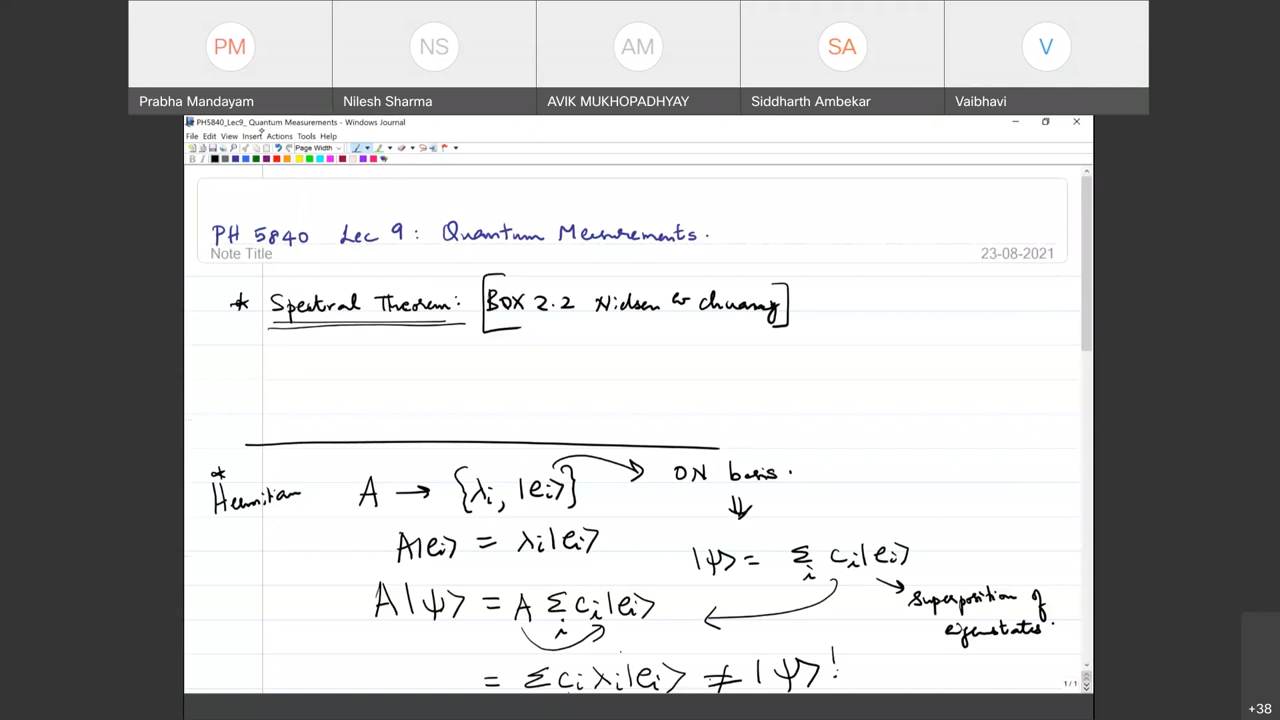 PM NS AM SA V
Prabha Mandayam Nilesh Sharma AVIK MUKHOPADHYAY Siddharth Ambekar Vaibhavi
PH5840_Lec9_ Quantum Measurements - Windows Journal
File Edit View Insert Actions Tools Help
Page Width
B I
PH 5840 Lec 9 : Quantum Measurements.
Note Title 23-08-2021
* Spectral Theorem: [BOX 2.2 Nielsen & chuang]
* Hermitian A → {λi, |ei>} ON basis.
⇓
A|ei> = λi|ei> |ψ> = Σi ci|ei>
A|ψ> = A Σi ci|ei> Superposition of
eigenstates.
= Σ ci λi|ei> ≠ |ψ>!
1 / 1
+38